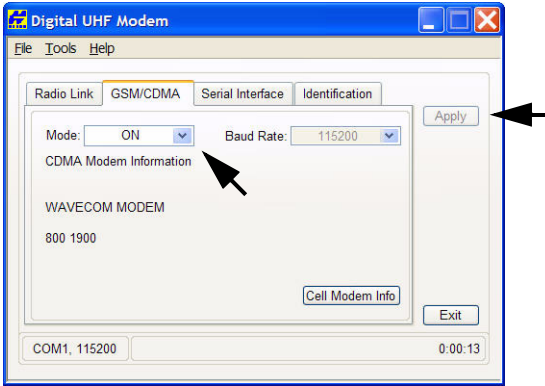 Digital UHF Modem
File Tools Help
Radio Link GSM/CDMA Serial Interface Identification
Apply
Mode: ON Baud Rate: 115200
CDMA Modem Information
WAVECOM MODEM
800 1900
Cell Modem Info
Exit
COM1, 115200 0:00:13